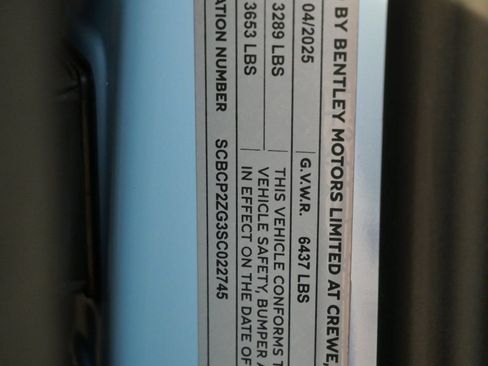 BY BENTLEY MOTORS LIMITED AT CREWE,
04/2025 G.V.W.R. 6437 LBS
3289 LBS THIS VEHICLE CONFORMS T
3653 LBS VEHICLE SAFETY, BUMPER A
IN EFFECT ON THE DATE OF
ATION NUMBER SCBCP2ZG3SC022745